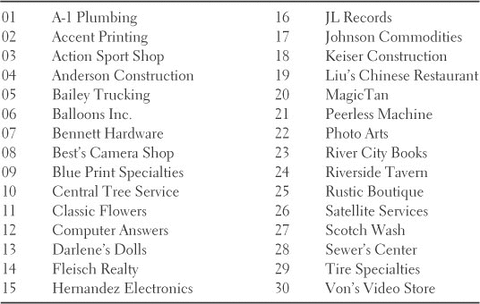 01 A-1 Plumbing 16 JL Records
02 Accent Printing 17 Johnson Commodities
03 Action Sport Shop 18 Keiser Construction
04 Anderson Construction 19 Liu's Chinese Restaurant
05 Bailey Trucking 20 MagicTan
06 Balloons Inc. 21 Peerless Machine
07 Bennett Hardware 22 Photo Arts
08 Best's Camera Shop 23 River City Books
09 Blue Print Specialties 24 Riverside Tavern
10 Central Tree Service 25 Rustic Boutique
11 Classic Flowers 26 Satellite Services
12 Computer Answers 27 Scotch Wash
13 Darlene's Dolls 28 Sewer's Center
14 Fleisch Realty 29 Tire Specialties
15 Hernandez Electronics 30 Von's Video Store